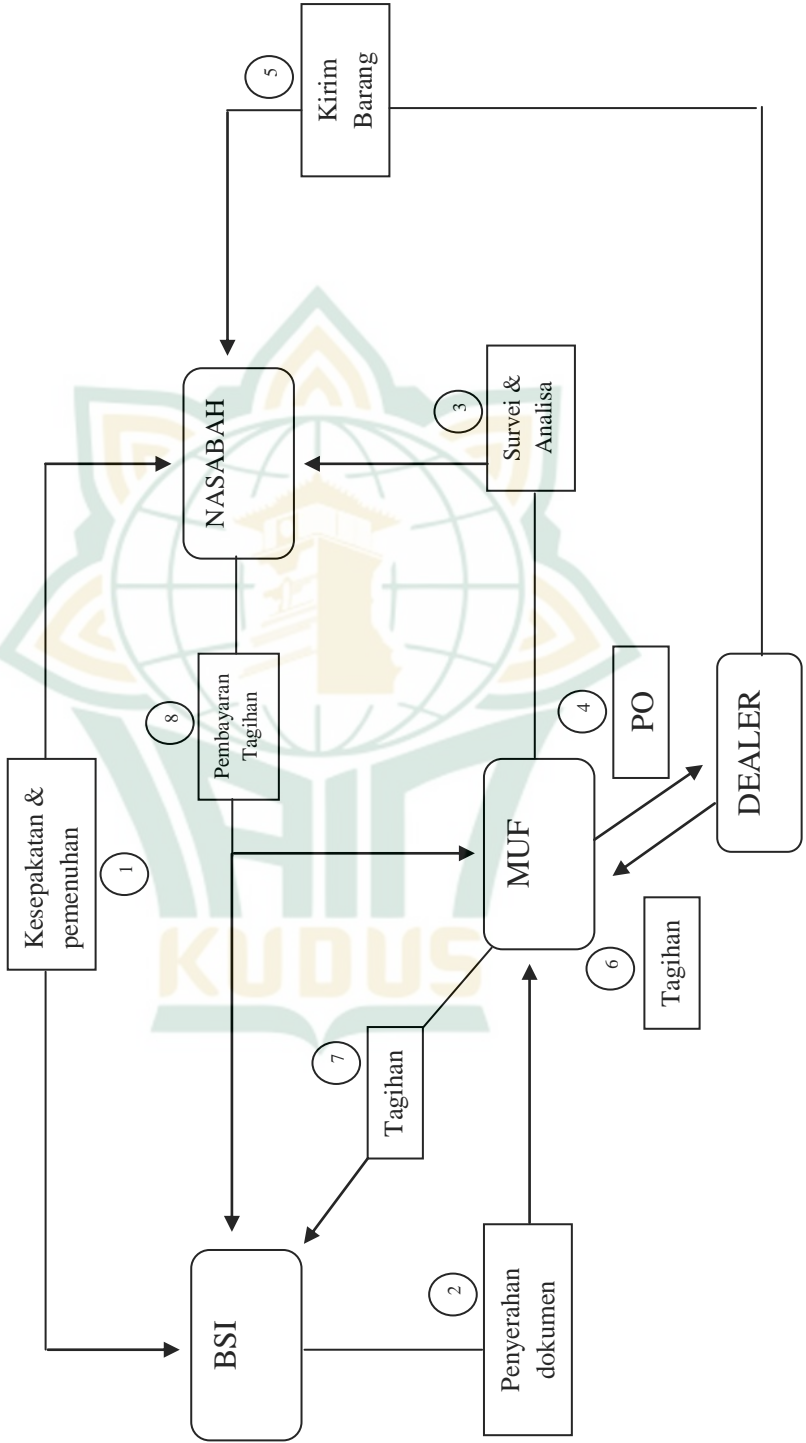 Kesepakatan &
pemenuhan
1
BSI
NASABAH
8
Pembayaran
Tagihan
5
Kirim
Barang
7
Tagihan
3
Survei &
Analisa
2
Penyerahan
dokumen
MUF
4
PO
6
Tagihan
DEALER
IAIN
KUDUS